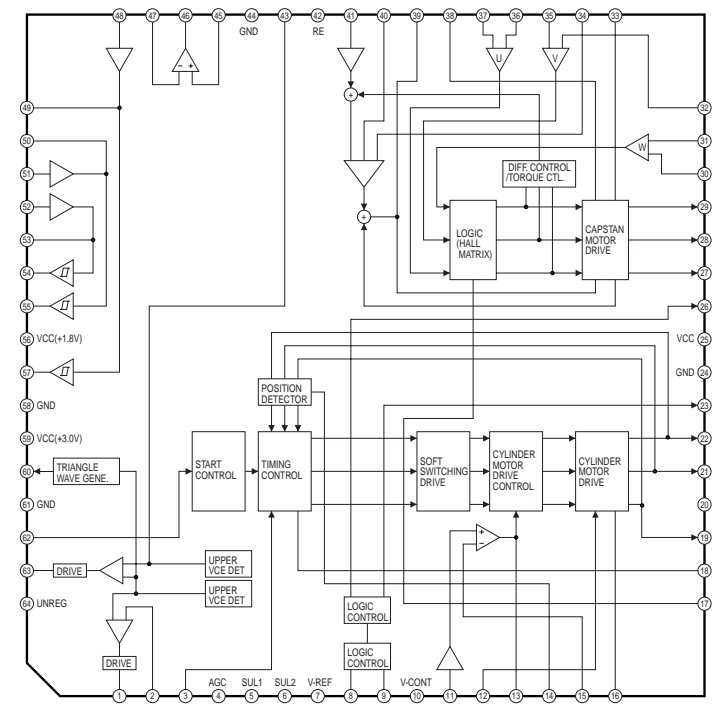 48 47 46 45 44 43 42 41 40 39 38 37 36 35 34 33
GND RE
U V
- +
+
49
32
50
31
W
51
30
DIFF. CONTROL
/TORQUE CTL.
52
29
LOGIC
(HALL
MATRIX)
CAPSTAN
MOTOR
DRIVE
+
53
28
54
27
55
26
56 VCC(+1.8V)
VCC 25
57
GND 24
58 GND
POSITION
DETECTOR
23
59 VCC(+3.0V)
22
START
CONTROL
TIMING
CONTROL
SOFT
SWITCHING
DRIVE
CYLINDER
MOTOR
DRIVE
CONTROL
CYLINDER
MOTOR
DRIVE
60
TRIANGLE
WAVE GENE.
21
61 GND
20
62
+
-
19
63
DRIVE
UPPER
VCE DET
18
64 UNREG
UPPER
VCE DET
LOGIC
CONTROL
17
DRIVE
LOGIC
CONTROL
AGC SUL1 SUL2 V-REF V-CONT
1 2 3 4 5 6 7 8 9 10 11 12 13 14 15 16